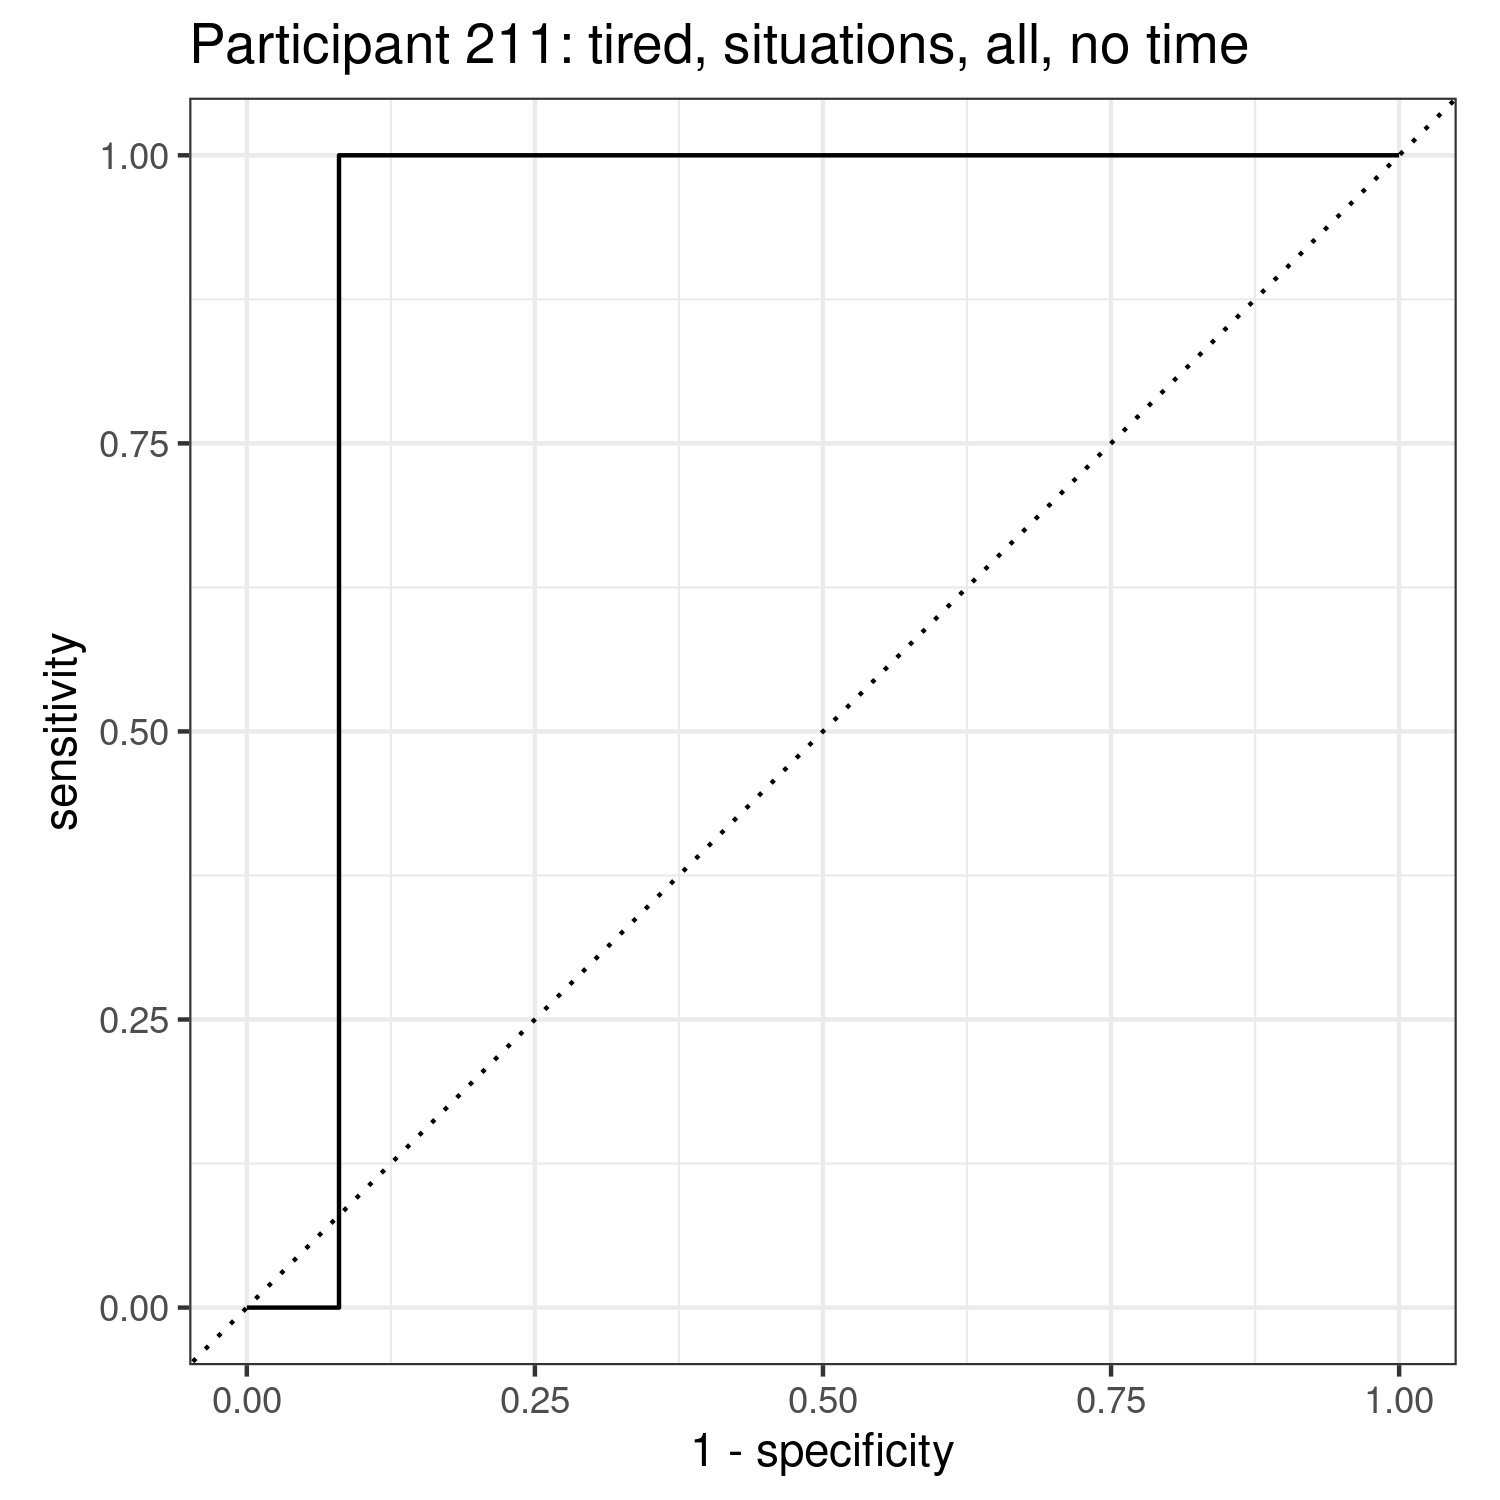 Participant 211: tired, situations, all, no time
1.00
0.75
0.50
0.25
0.00
sensitivity
0.00 0.25 0.50 0.75 1.00
1 - specificity